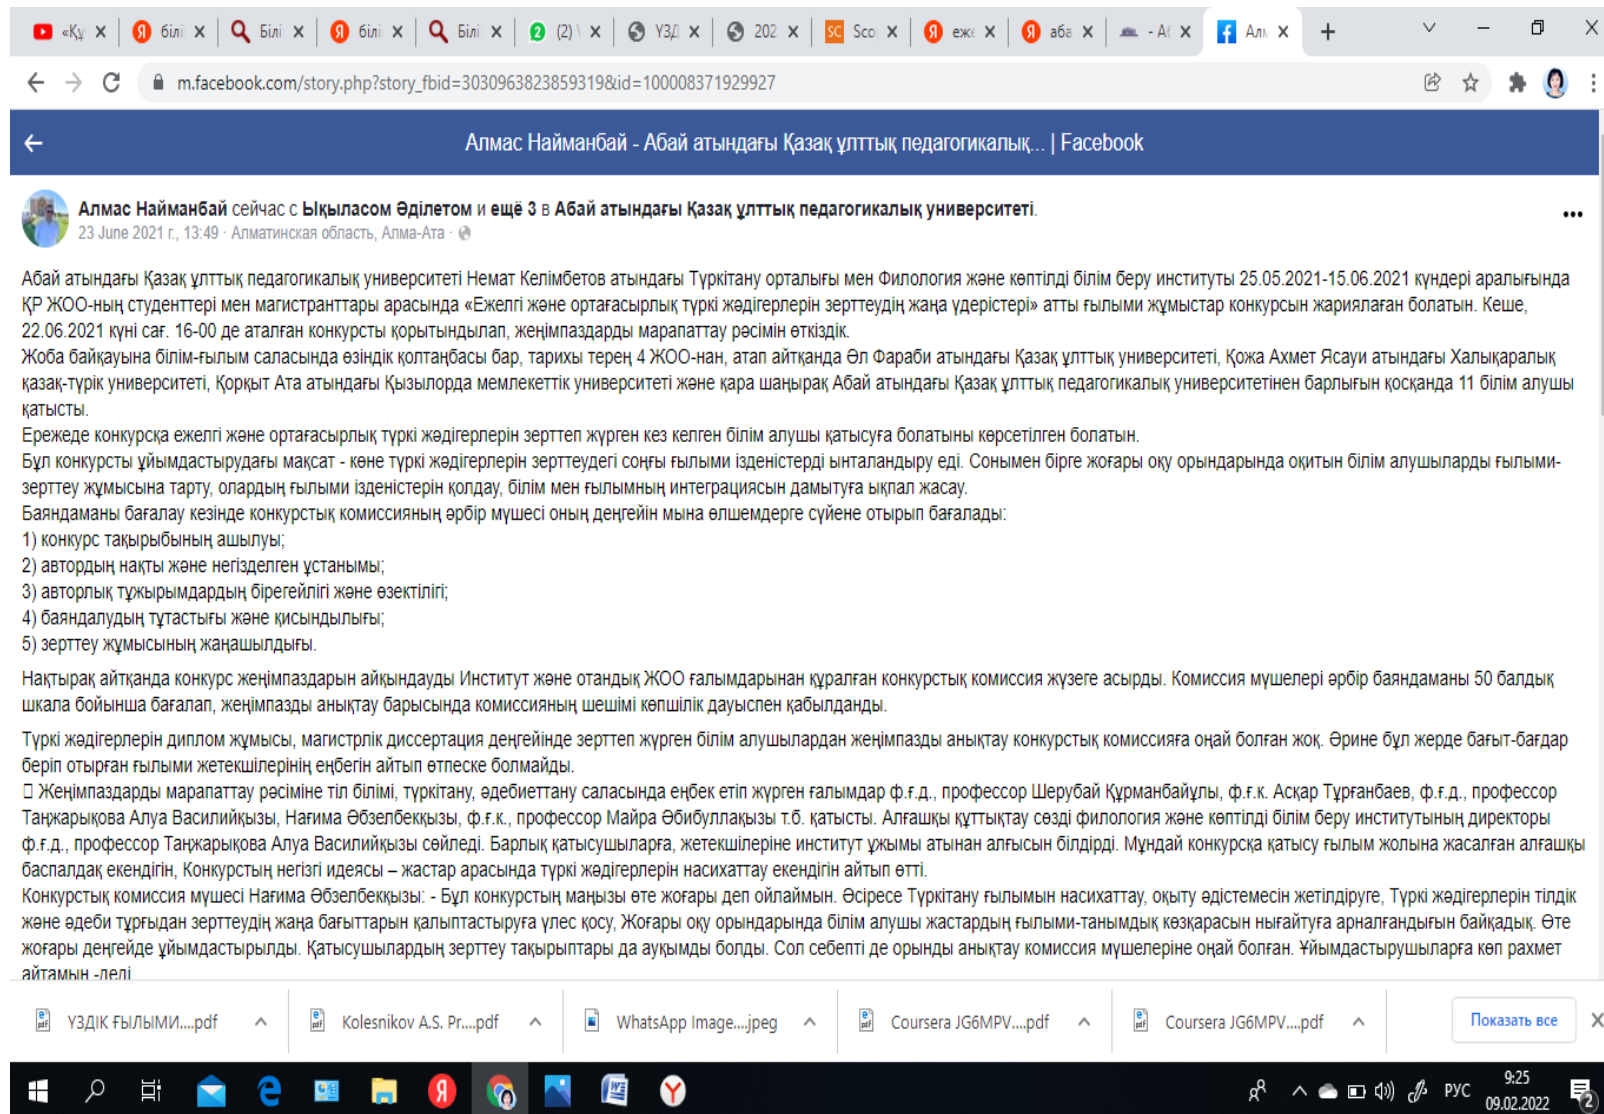 «Құ
білі
Білі
білі
Білі
(2) \
ҮЗД
202
Sco
еже
аба
- Аб
Алм
m.facebook.com/story.php?story_fbid=3030963823859319&id=100008371929927
Алмас Найманбай - Абай атындағы Қазақ ұлттық педагогикалық... | Facebook
Алмас Найманбай сейчас с Ықыласом Әділетом и ещё 3 в Абай атындағы Қазақ ұлттық педагогикалық университеті.
23 June 2021 г., 13:49 · Алматинская область, Алма-Ата ·
Абай атындағы Қазақ ұлттық педагогикалық университеті Немат Келімбетов атындағы Түркітану орталығы мен Филология және көптілді білім беру институты 25.05.2021-15.06.2021 күндері аралығында
ҚР ЖОО-ның студенттері мен магистранттары арасында «Ежелгі және ортағасырлық түркі жәдігерлерін зерттеудің жаңа үдерістері» атты ғылыми жұмыстар конкурсын жариялаған болатын. Кеше,
22.06.2021 күні сағ. 16-00 де аталған конкурсты қорытындылап, жеңімпаздарды марапаттау рәсімін өткіздік.
Жоба байқауына білім-ғылым саласында өзіндік қолтаңбасы бар, тарихы терең 4 ЖОО-нан, атап айтқанда Әл Фараби атындағы Қазақ ұлттық университеті, Қожа Ахмет Ясауи атындағы Халықаралық
қазақ-түрік университеті, Қорқыт Ата атындағы Қызылорда мемлекеттік университеті және қара шаңырақ Абай атындағы Қазақ ұлттық педагогикалық университетінен барлығын қосқанда 11 білім алушы
қатысты.
Ережеде конкурсқа ежелгі және ортағасырлық түркі жәдігерлерін зерттеп жүрген кез келген білім алушы қатысуға болатыны көрсетілген болатын.
Бұл конкурсты ұйымдастырудағы мақсат - көне түркі жәдігерлерін зерттеудегі соңғы ғылыми ізденістерді ынталандыру еді. Сонымен бірге жоғары оқу орындарында оқитын білім алушыларды ғылыми-
зерттеу жұмысына тарту, олардың ғылыми ізденістерін қолдау, білім мен ғылымның интеграциясын дамытуға ықпал жасау.
Баяндаманы бағалау кезінде конкурстық комиссияның әрбір мүшесі оның деңгейін мына өлшемдерге сүйене отырып бағалады:
1) конкурс тақырыбының ашылуы;
2) автордың нақты және негізделген ұстанымы;
3) авторлық тұжырымдардың бірегейлігі және өзектілігі;
4) баяндалудың тұтастығы және қисындылығы;
5) зерттеу жұмысының жаңашылдығы.
Нақтырақ айтқанда конкурс жеңімпаздарын айқындауды Институт және отандық ЖОО ғалымдарынан құралған конкурстық комиссия жүзеге асырды. Комиссия мүшелері әрбір баяндаманы 50 балдық
шкала бойынша бағалап, жеңімпазды анықтау барысында комиссияның шешімі көпшілік дауыспен қабылданды.
Түркі жәдігерлерін диплом жұмысы, магистрлік диссертация деңгейінде зерттеп жүрген білім алушылардан жеңімпазды анықтау конкурстық комиссияға оңай болған жоқ. Әрине бұл жерде бағыт-бағдар
беріп отырған ғылыми жетекшілерінің еңбегін айтып өтпеске болмайды.
Жеңімпаздарды марапаттау рәсіміне тіл білімі, түркітану, әдебиеттану саласында еңбек етіп жүрген ғалымдар ф.ғ.д., профессор Шерубай Құрманбайұлы, ф.ғ.к. Асқар Тұрғанбаев, ф.ғ.д., профессор
Таңжарықова Алуа Василийқызы, Нағима Әбзелбекқызы, ф.ғ.к., профессор Майра Әбибуллақызы т.б. қатысты. Алғашқы құттықтау сөзді филология және көптілді білім беру институтының директоры
ф.ғ.д., профессор Таңжарықова Алуа Василийқызы сөйледі. Барлық қатысушыларға, жетекшілеріне институт ұжымы атынан алғысын білдірді. Мұндай конкурсқа қатысу ғылым жолына жасалған алғашқы
баспалдақ екендігін, Конкурстың негізгі идеясы – жастар арасында түркі жәдігерлерін насихаттау екендігін айтып өтті.
Конкурстық комиссия мүшесі Нағима Әбзелбекқызы: - Бұл конкурстың маңызы өте жоғары деп ойлаймын. Әсіресе Түркітану ғылымын насихаттау, оқыту әдістемесін жетілдіруге, Түркі жәдігерлерін тілдік
және әдеби тұрғыдан зерттеудің жаңа бағыттарын қалыптастыруға үлес қосу, Жоғары оқу орындарында білім алушы жастардың ғылыми-танымдық көзқарасын нығайтуға арналғандығын байқадық. Өте
жоғары деңгейде ұйымдастырылды. Қатысушылардың зерттеу тақырыптары да ауқымды болды. Сол себепті де орынды анықтау комиссия мүшелеріне оңай болған. Ұйымдастырушыларға көп рахмет
айтамын -деді
ҮЗДІК ҒЫЛЫМИ....pdf
Kolesnikov A.S. Pr....pdf
WhatsApp Image....jpeg
Coursera JG6MPV....pdf
Coursera JG6MPV....pdf
Показать все
РУС
9:25
09.02.2022
2